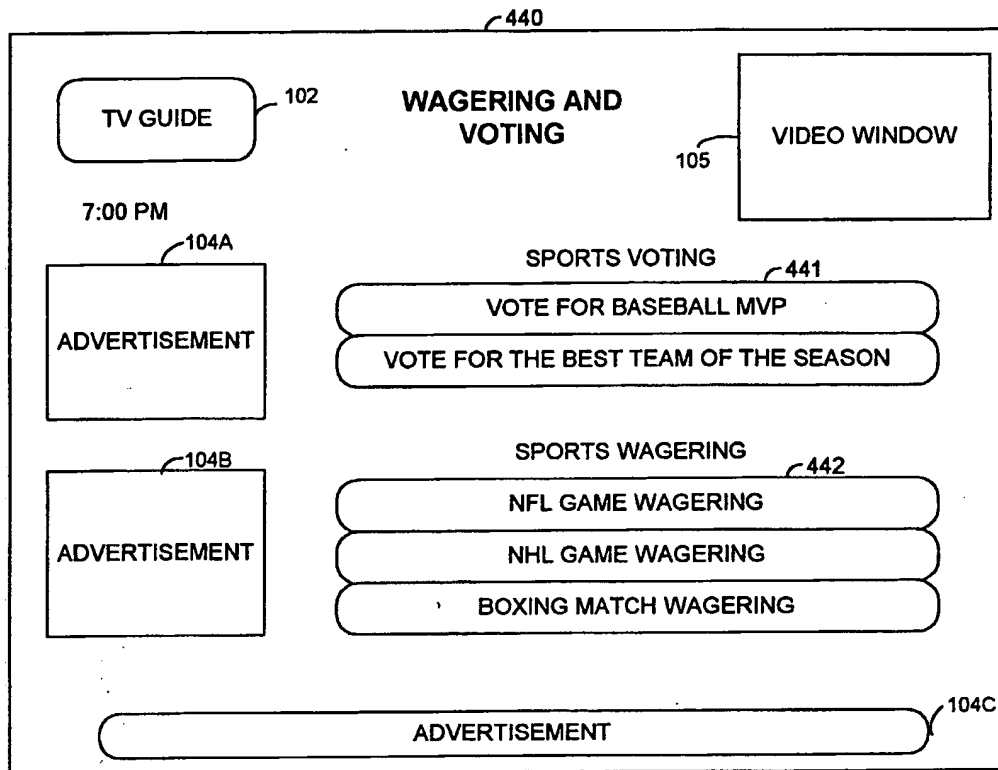 440
TV GUIDE
102
WAGERING AND
VOTING
105
VIDEO WINDOW
7:00 PM
104A
ADVERTISEMENT
SPORTS VOTING
441
VOTE FOR BASEBALL MVP
VOTE FOR THE BEST TEAM OF THE SEASON
104B
ADVERTISEMENT
SPORTS WAGERING
442
NFL GAME WAGERING
NHL GAME WAGERING
BOXING MATCH WAGERING
104C
ADVERTISEMENT